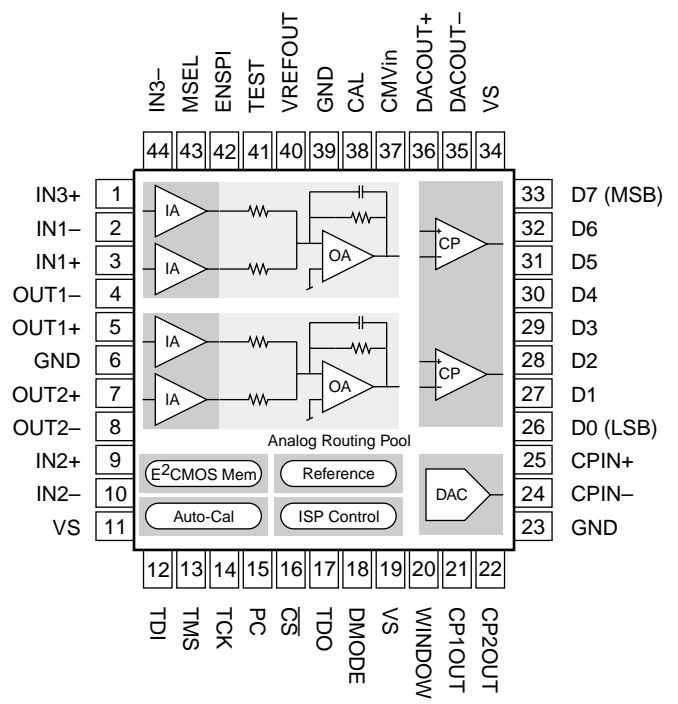 IN3–
MSEL
ENSPI
TEST
VREFOUT
GND
CAL
CMVin
DACOUT+
DACOUT–
VS
44 43 42 41 40 39 38 37 36 35 34
IN3+ 1
IN1– 2
IN1+ 3
OUT1– 4
OUT1+ 5
GND 6
OUT2+ 7
OUT2– 8
IN2+ 9
IN2– 10
VS 11
IA
IA
OA
CP
IA
IA
OA
CP
Analog Routing Pool
E²CMOS Mem
Reference
Auto-Cal
ISP Control
DAC
33 D7 (MSB)
32 D6
31 D5
30 D4
29 D3
28 D2
27 D1
26 D0 (LSB)
25 CPIN+
24 CPIN–
23 GND
12 13 14 15 16 17 18 19 20 21 22
TDI
TMS
TCK
PC
C̅S̅
TDO
DMODE
VS
WINDOW
CP1OUT
CP2OUT